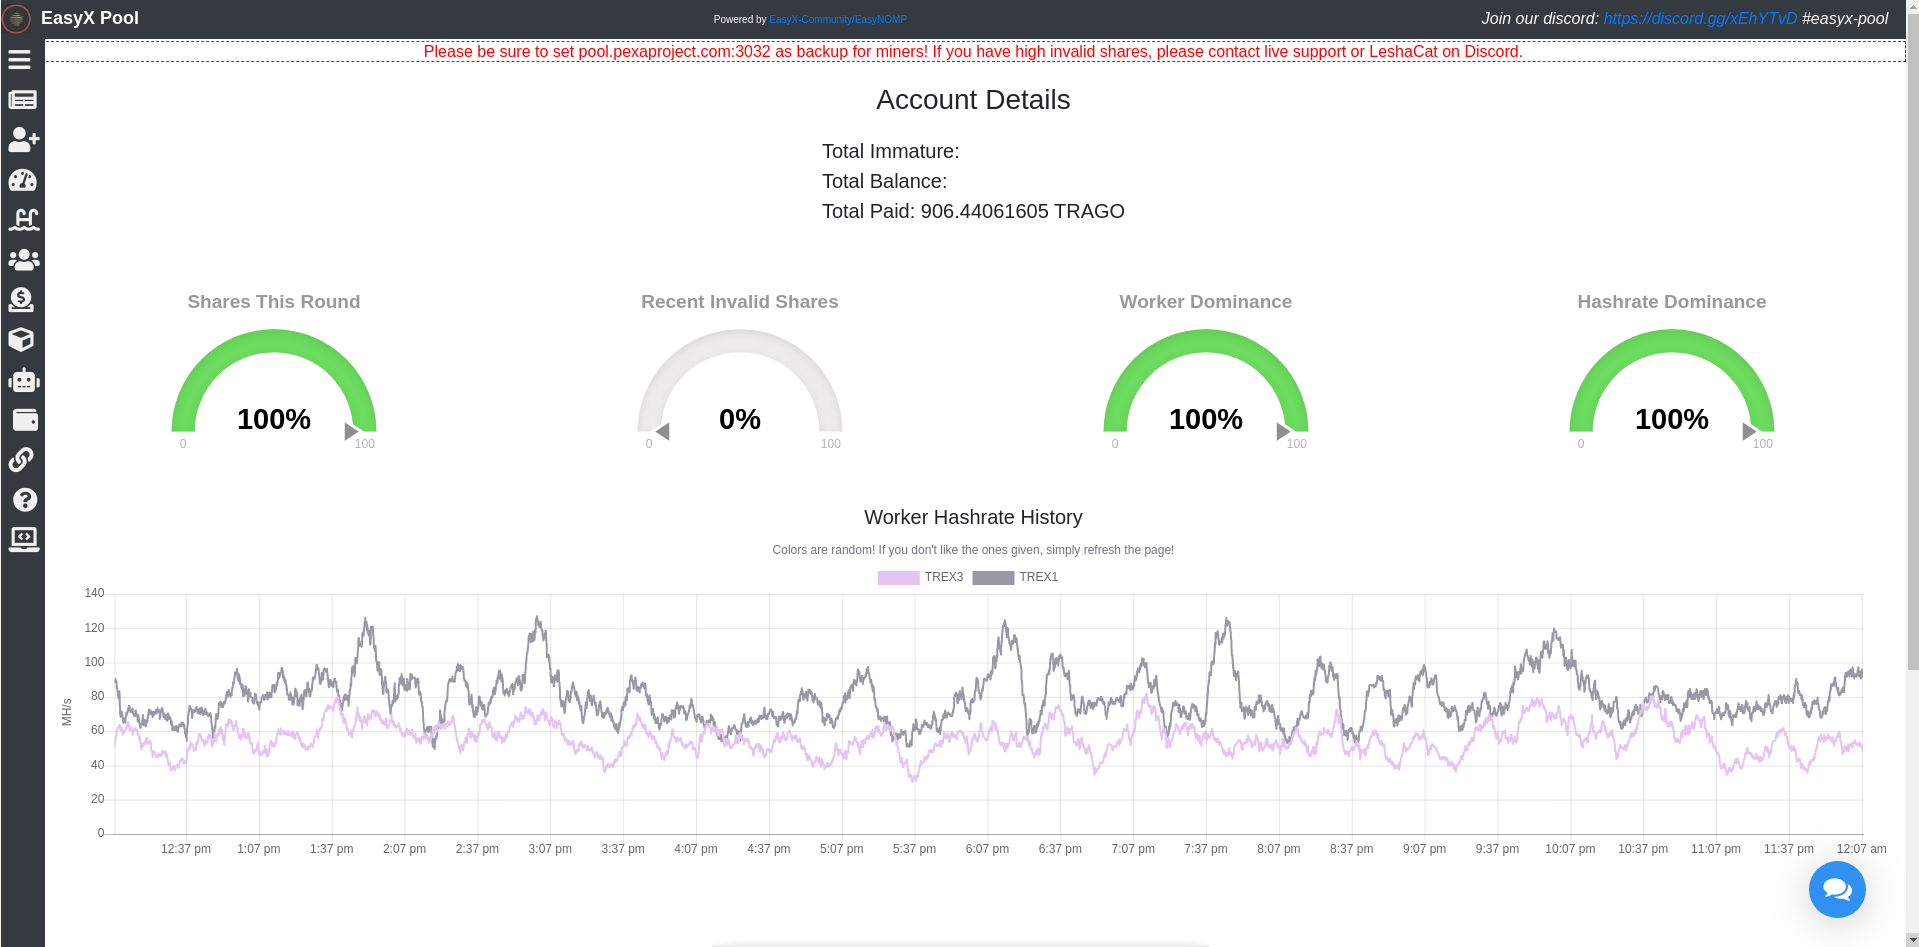 EasyX Pool
Powered by EasyX-Community/EasyNOMP
Join our discord: https://discord.gg/xEhYTvD #easyx-pool
Please be sure to set pool.pexaproject.com:3032 as backup for miners! If you have high invalid shares, please contact live support or LeshaCat on Discord.
Account Details
Total Immature:
Total Balance:
Total Paid: 906.44061605 TRAGO
Shares This Round
100%
0 100
Recent Invalid Shares
0%
0 100
Worker Dominance
100%
0 100
Hashrate Dominance
100%
0 100
Worker Hashrate History
Colors are random! If you don't like the ones given, simply refresh the page!
TREX3 TREX1
MH/s
140
120
100
80
60
40
20
0
12:37 pm 1:07 pm 1:37 pm 2:07 pm 2:37 pm 3:07 pm 3:37 pm 4:07 pm 4:37 pm 5:07 pm 5:37 pm 6:07 pm 6:37 pm 7:07 pm 7:37 pm 8:07 pm 8:37 pm 9:07 pm 9:37 pm 10:07 pm 10:37 pm 11:07 pm 11:37 pm 12:07 am